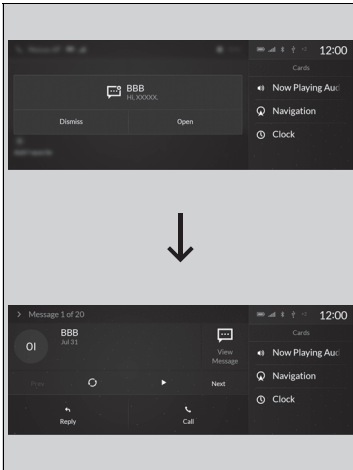 12:00
Cards
BBB
Hi, XXXXX,
Now Playing Aud
Navigation
Dismiss
Open
Clock
> Message 1 of 20
12:00
Cards
OI
BBB
Jul 31
View
Message
Now Playing Aud
Prev
Next
Navigation
Reply
Call
Clock